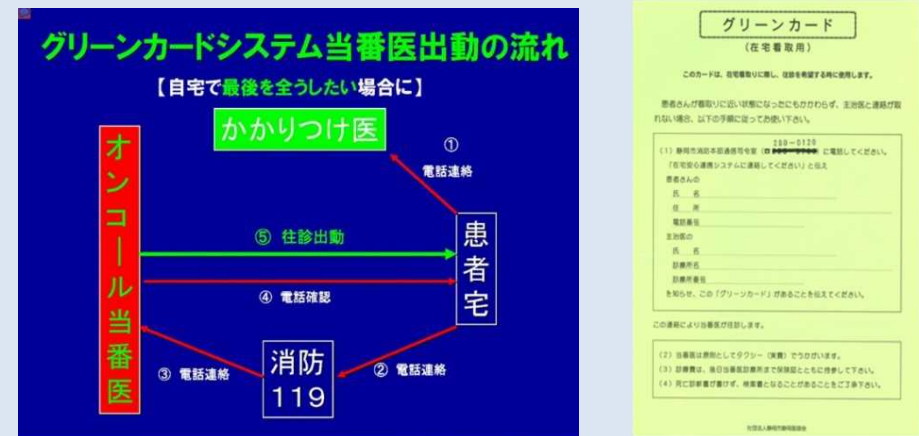 グリーンカードシステム当番医出動の流れ
【自宅で最後を全うしたい場合に】
かかりつけ医
①
電話連絡
オンコール当番医
⑤ 往診出動
患者宅
④ 電話確認
③ 電話連絡
消防
119
② 電話連絡
グリーンカード
(在宅看取用)
このカードは、在宅看取りに際し、往診を希望する時に使用します。
患者さんが看取りに近い状態になったにもかかわらず、主治医と連絡が取
れない場合、以下の手順に従ってお使い下さい。
280-0120
(1) 静岡市消防本部通信司令室 に電話してください。
「在宅安心連携システムに連絡してください」と伝え
患者さんの
氏 名
住 所
電話番号
主治医の
氏 名
診療所名
診療所番号
を知らせ、この「グリーンカード」があることを伝えてください。
この連絡により当番医が往診します。
(2) 当番医は原則としてタクシー(実費)でうかがいます。
(3) 診療費は、後日当番医診療所まで保険証とともに持参して下さい。
(4) 死亡診断書が書けず、検案書となることがあることをご了承下さい。
社団法人静岡市静岡医師会